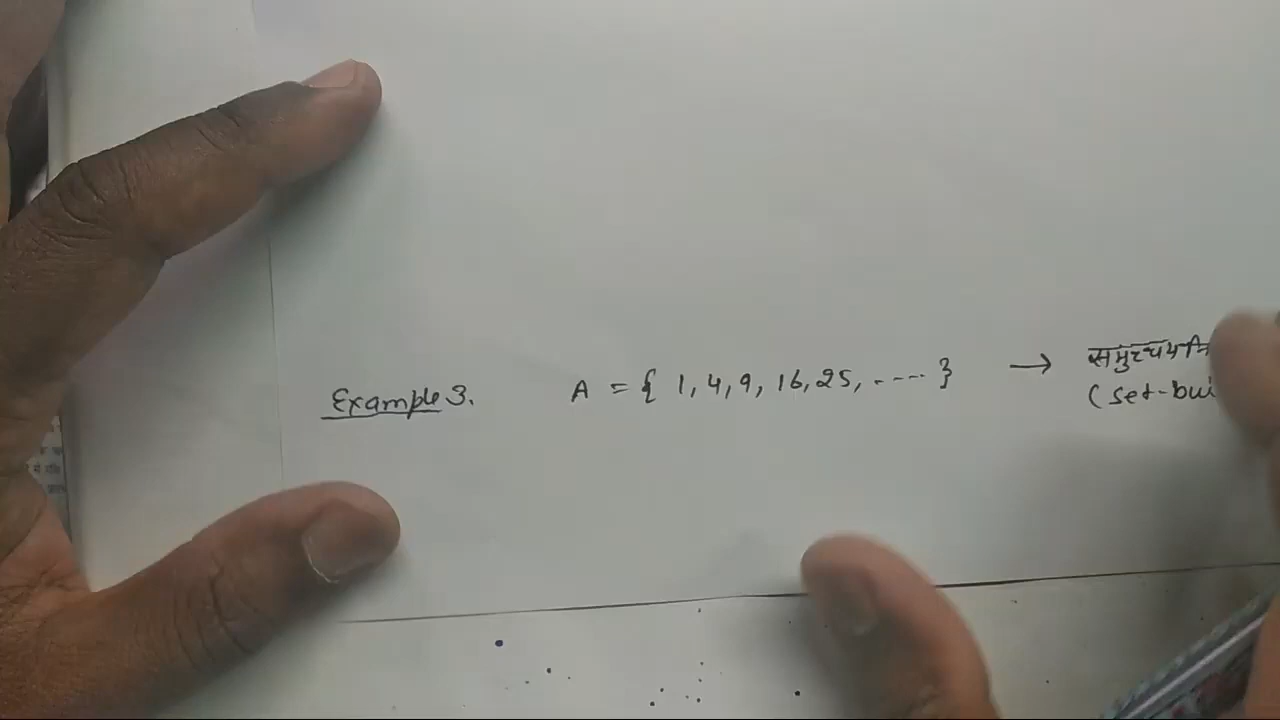 Example 3. A = { 1, 4, 9, 16, 25, ---- } →
(set-bui